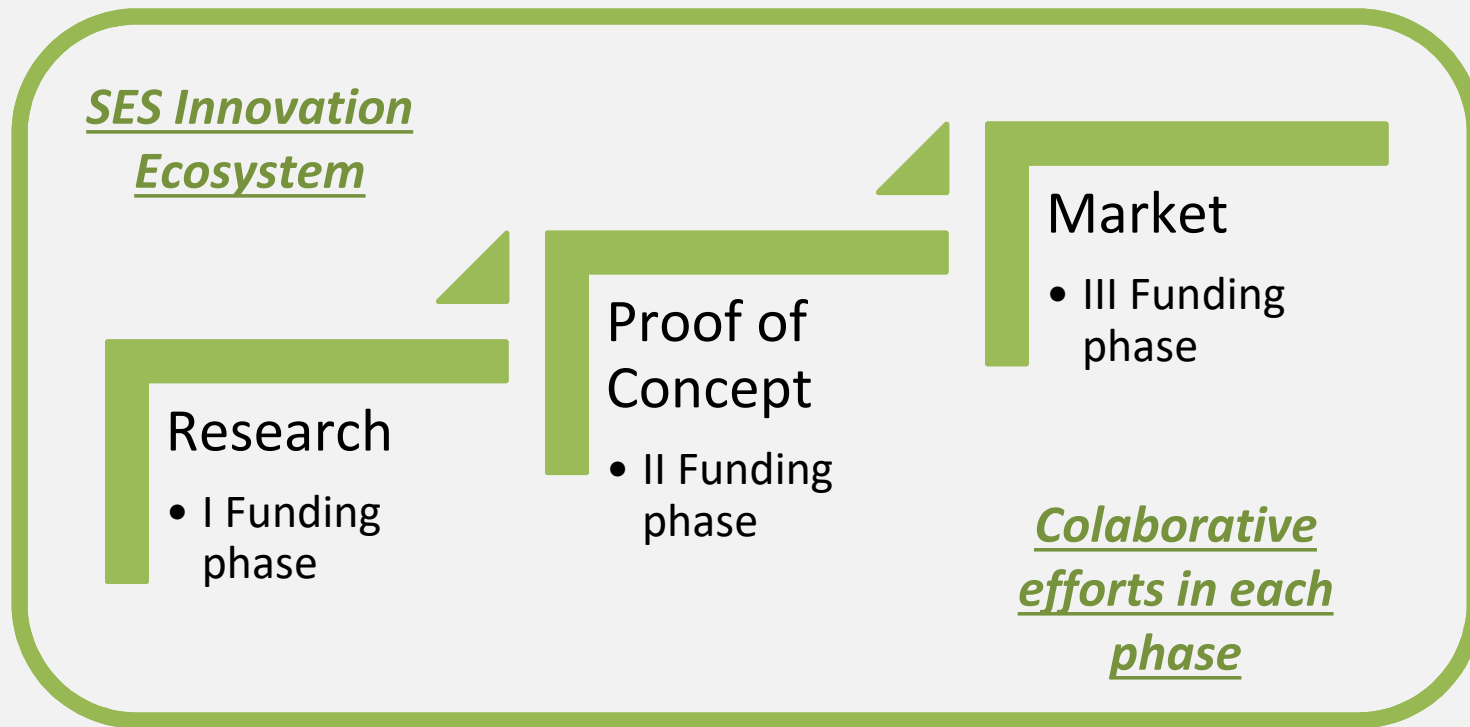 SES Innovation
Ecosystem
Research
• I Funding
phase
Proof of
Concept
• II Funding
phase
Market
• III Funding
phase
Colaborative
efforts in each
phase